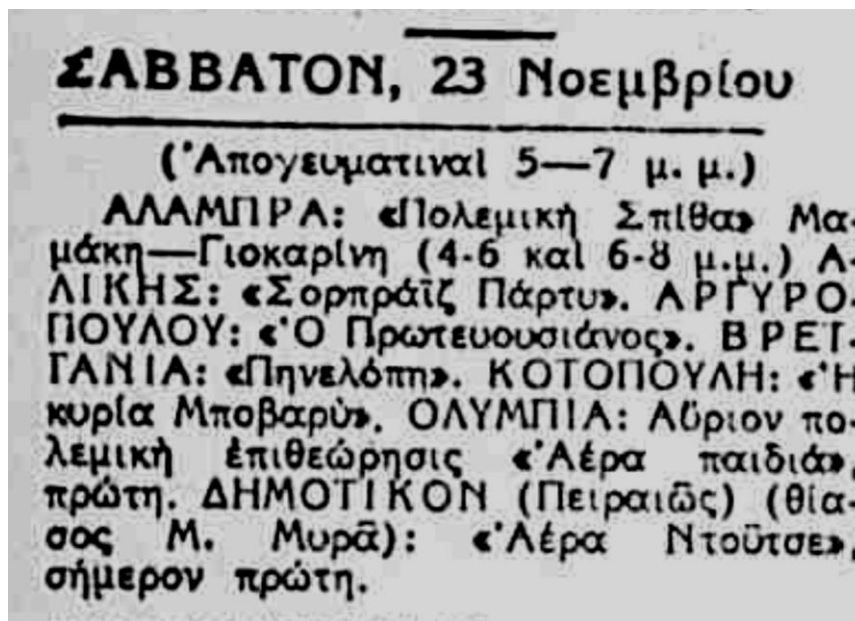 ΣΑΒΒΑΤΟΝ, 23 Νοεμβρίου
(Ἀπογευματιναὶ 5—7 μ. μ.)
ΑΛΑΜΠΡΑ: «Πολεμικὴ Σπίθα» Μα-
μάκη—Γιοκαρίνη (4-6 καὶ 6-8 μ.μ.) Α-
ΛΙΚΗΣ: «Σορπράϊζ Πάρτυ». ΑΡΓΥΡΟ-
ΠΟΥΛΟΥ: «Ὁ Πρωτευουσιάνος». ΒΡΕΤ-
ΤΑΝΙΑ: «Πηνελόπη». ΚΟΤΟΠΟΥΛΗ: «Ἡ
κυρία Μποβαρὺ». ΟΛΥΜΠΙΑ: Αὔριον πο-
λεμικὴ ἐπιθεώρησις «Ἀέρα παιδιά»,
πρώτη. ΔΗΜΟΤΙΚΟΝ (Πειραιῶς) (θία-
σος Μ. Μυρᾶ): «Ἀέρα Ντοῦτσε»,
σήμερον πρώτη.